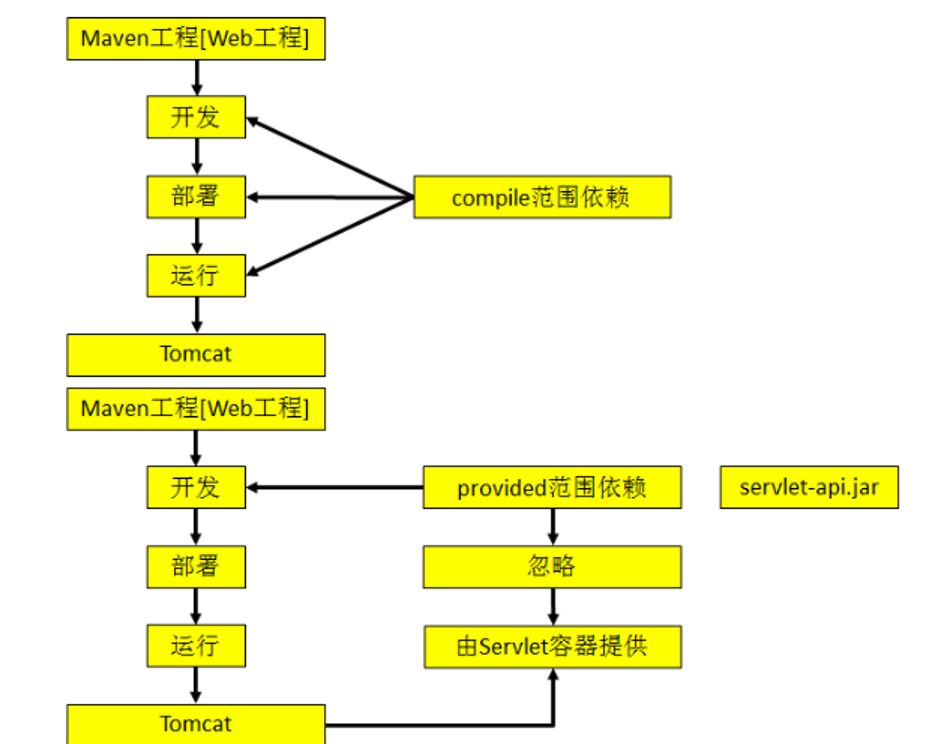 Maven工程[Web工程]
开发
部署
compile范围依赖
运行
Tomcat
Maven工程[Web工程]
开发
provided范围依赖
servlet-api.jar
部署
忽略
运行
由Servlet容器提供
Tomcat